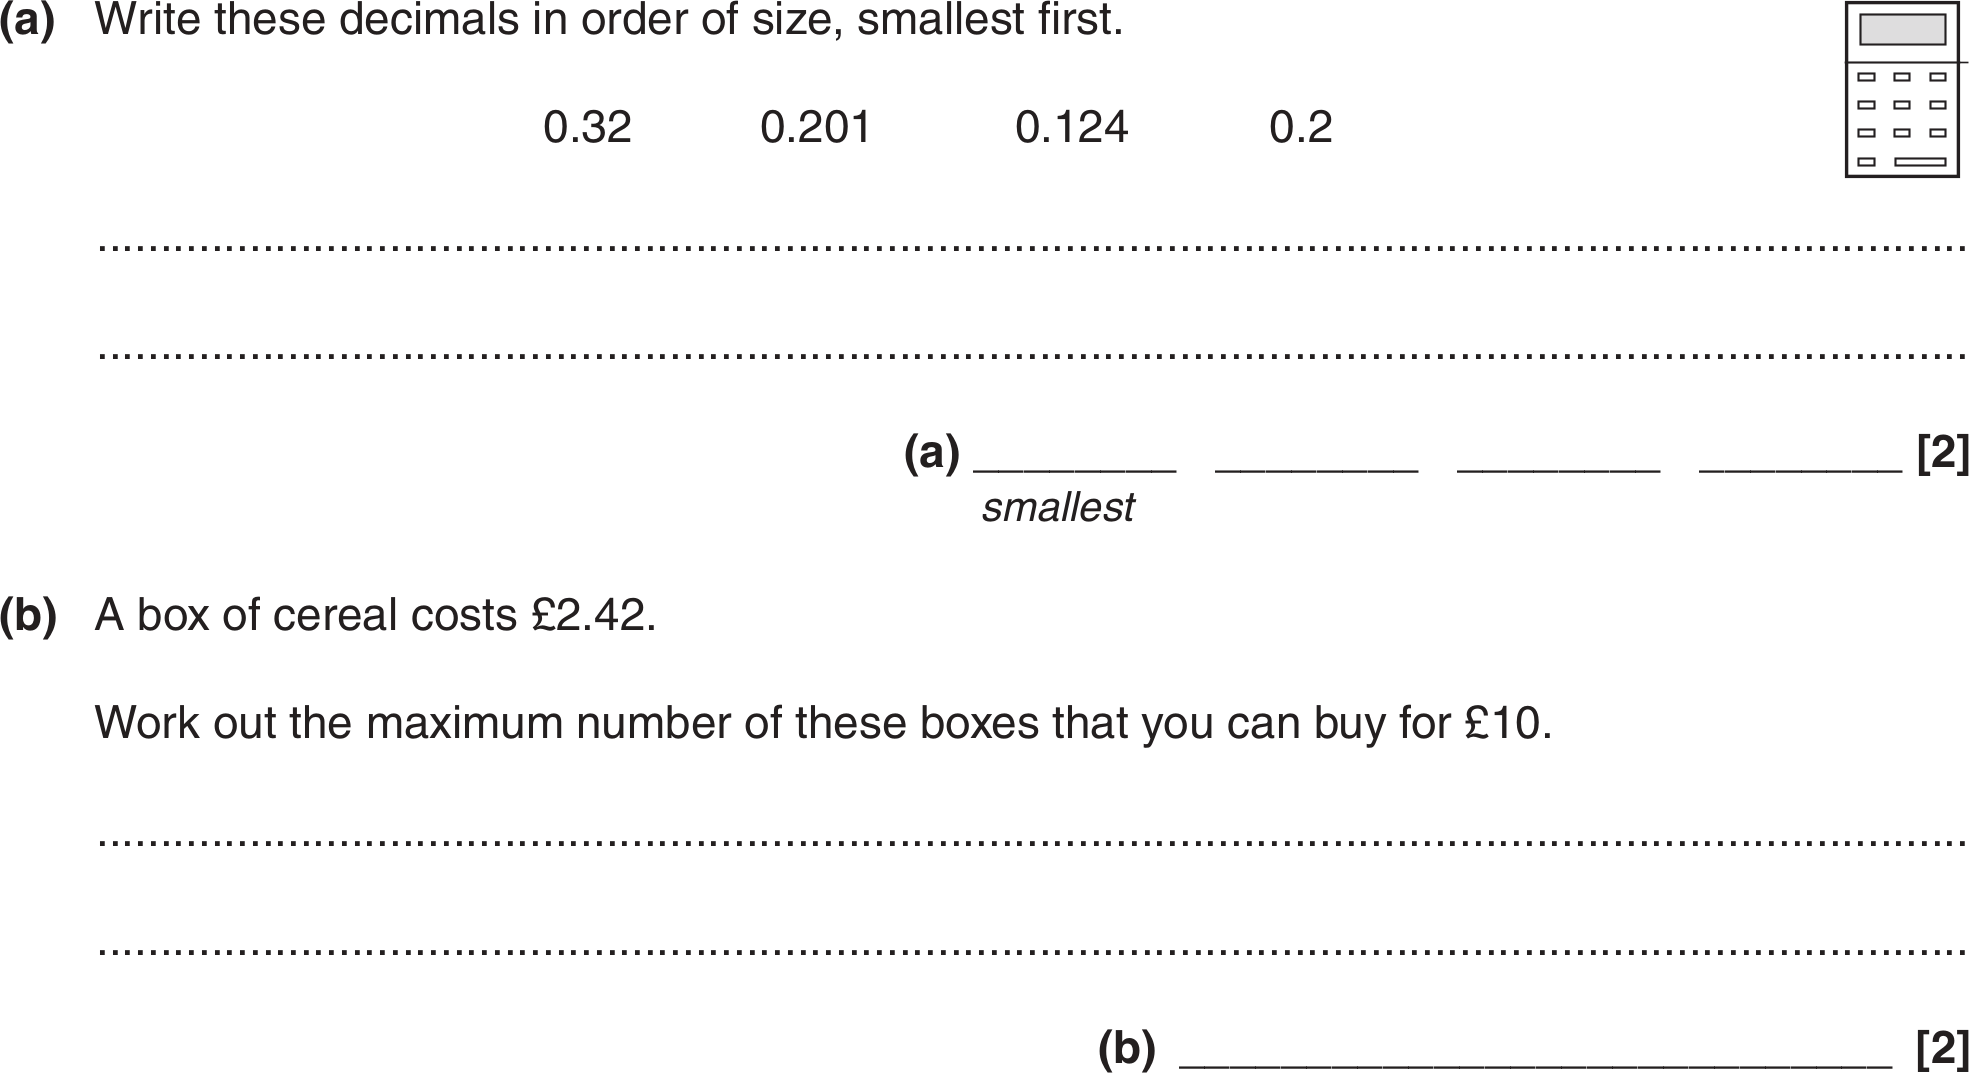 (a) Write these decimals in order of size, smallest first.
0.32 0.201 0.124 0.2
(a) ________ ________ ________ ________ [2]
smallest
(b) A box of cereal costs £2.42.
Work out the maximum number of these boxes that you can buy for £10.
(b) ____________________________ [2]